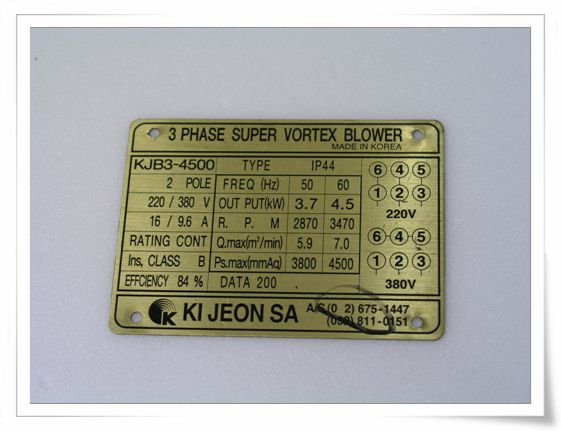 3 PHASE SUPER VORTEX BLOWER
MADE IN KOREA
KJB3-4500 TYPE IP44
2 POLE FREQ (Hz) 50 60
220 / 380 V OUT PUT(kW) 3.7 4.5
16 / 9.6 A R. P. M 2870 3470
RATING CONT Q.max(m³/min) 5.9 7.0
Ins, CLASS B Ps.max(mmAq) 3800 4500
EFFCIENCY 84 % DATA 200
6 4 5
1 2 3
220V
6 4 5
1 2 3
380V
K KI JEON SA
A/S (0 2) 675-1447
(032) 811-0151